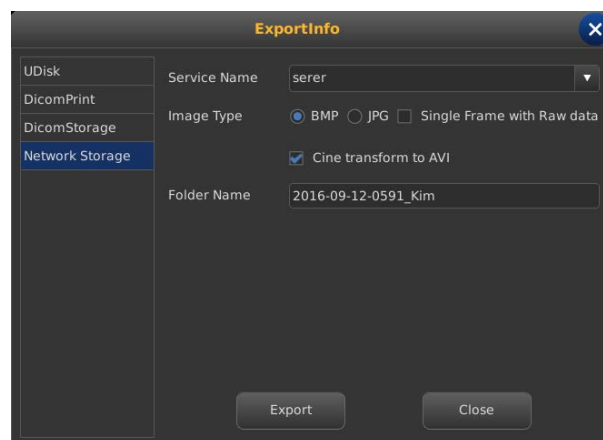 ExportInfo
UDisk
DicomPrint
DicomStorage
Network Storage
Service Name serer
Image Type BMP JPG Single Frame with Raw data
Cine transform to AVI
Folder Name 2016-09-12-0591_Kim
Export Close